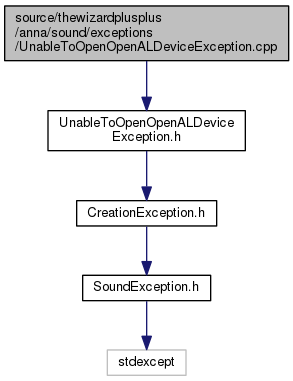 source/thewizardplusplus
/anna/sound/exceptions
/UnableToOpenOpenALDeviceException.cpp
UnableToOpenOpenALDevice
Exception.h
CreationException.h
SoundException.h
stdexcept